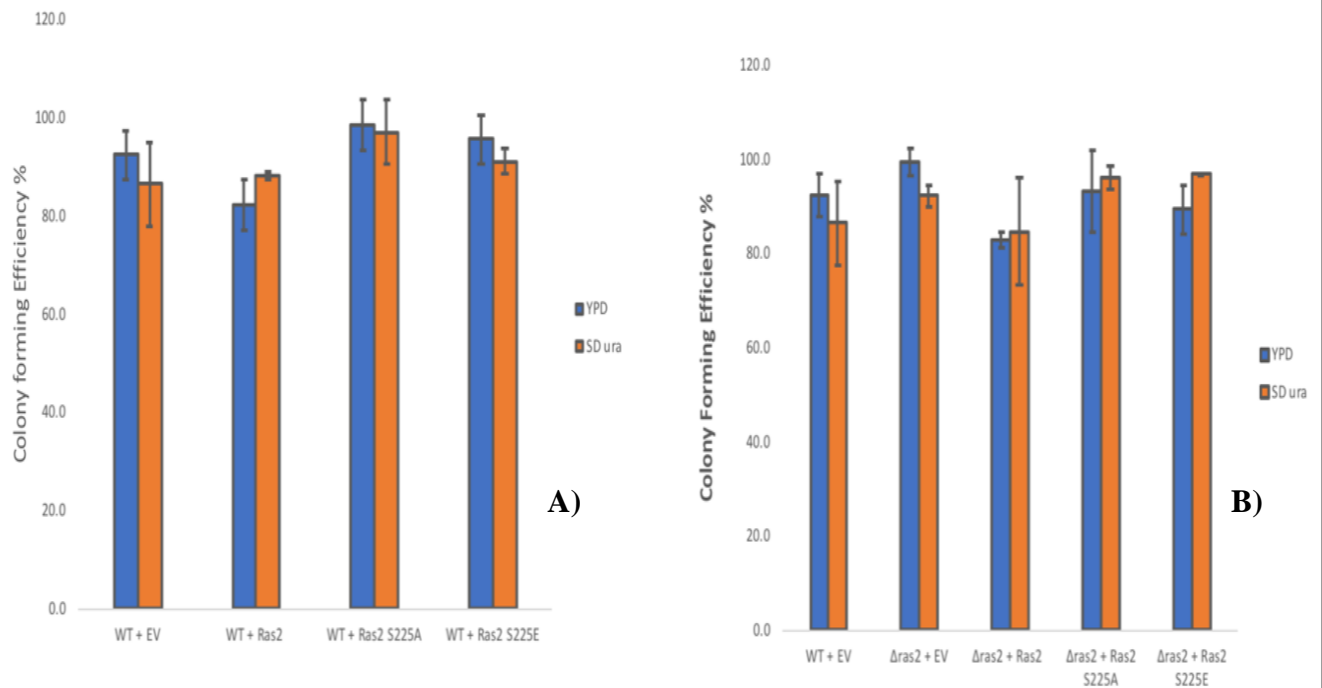 120.0
100.0
80.0
60.0
40.0
20.0
0.0
Colony forming Efficiency %
WT + EV
WT + Ras2
WT + Ras2 S225A
WT + Ras2 S225E
YPD
SD ura
A)
120.0
100.0
80.0
60.0
40.0
20.0
0.0
Colony Forming Efficiency %
WT + EV
Δras2 + EV
Δras2 + Ras2
Δras2 + Ras2
S225A
Δras2 + Ras2
S225E
YPD
SD ura
B)